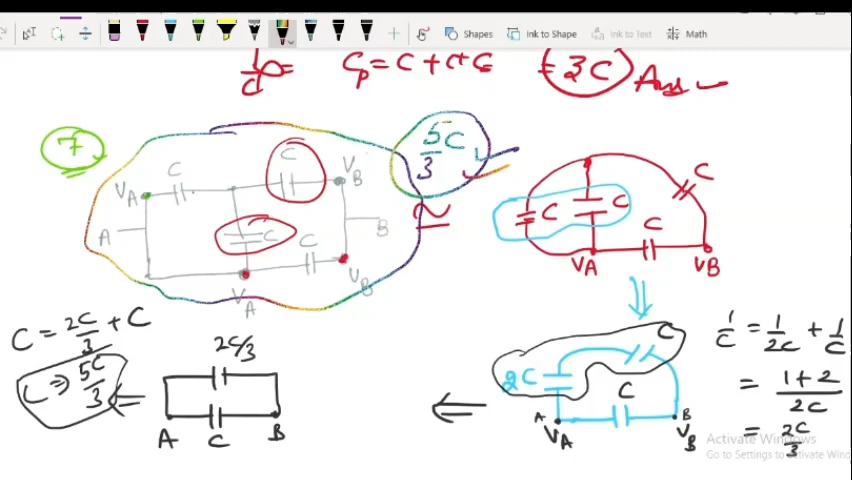 Shapes Ink to Shape Ink to Text Math
Cp = C + C + C = 3C Ans
7
5C/3
C C
VA VB
A C B
C
VA VB
≃
C C C
C
VA VB
C = 2C/3 + C
C ⇒ 5C/3
2C/3
A C B
C
2C C
A B
VA VB
1/C = 1/2C + 1/C
= 1+2/2C
= 2C/3
Activate Windows
Go to Settings to activate Win